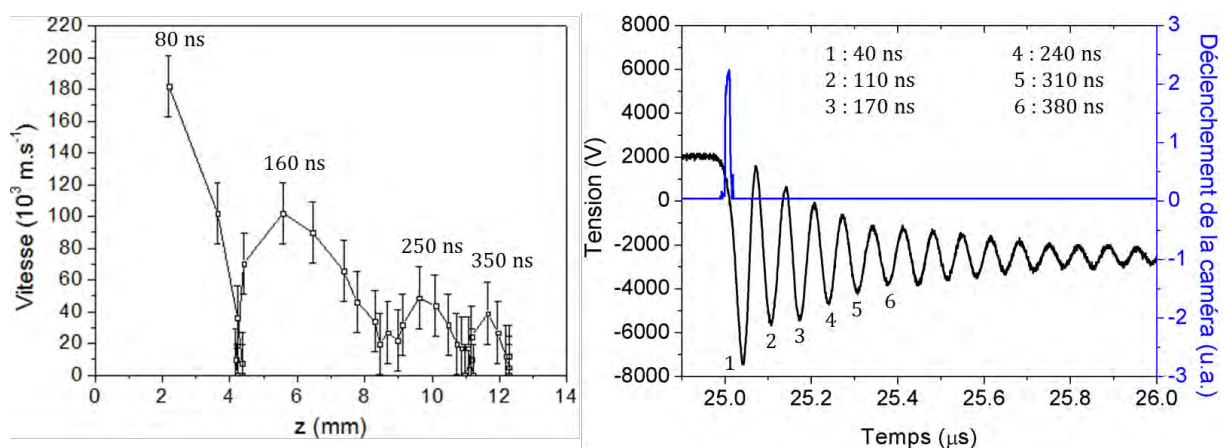 220
200
180
160
140
120
100
80
60
40
20
0
Vitesse (10³ m.s⁻¹)
80 ns
160 ns
250 ns
350 ns
0 2 4 6 8 10 12 14
z (mm)
8000
6000
4000
2000
0
-2000
-4000
-6000
-8000
Tension (V)
1 : 40 ns 4 : 240 ns
2 : 110 ns 5 : 310 ns
3 : 170 ns 6 : 380 ns
1
2
3
4
5
6
25.0 25.2 25.4 25.6 25.8 26.0
Temps (µs)
3
2
1
0
-1
-2
-3
Déclenchement de la caméra (u.a.)